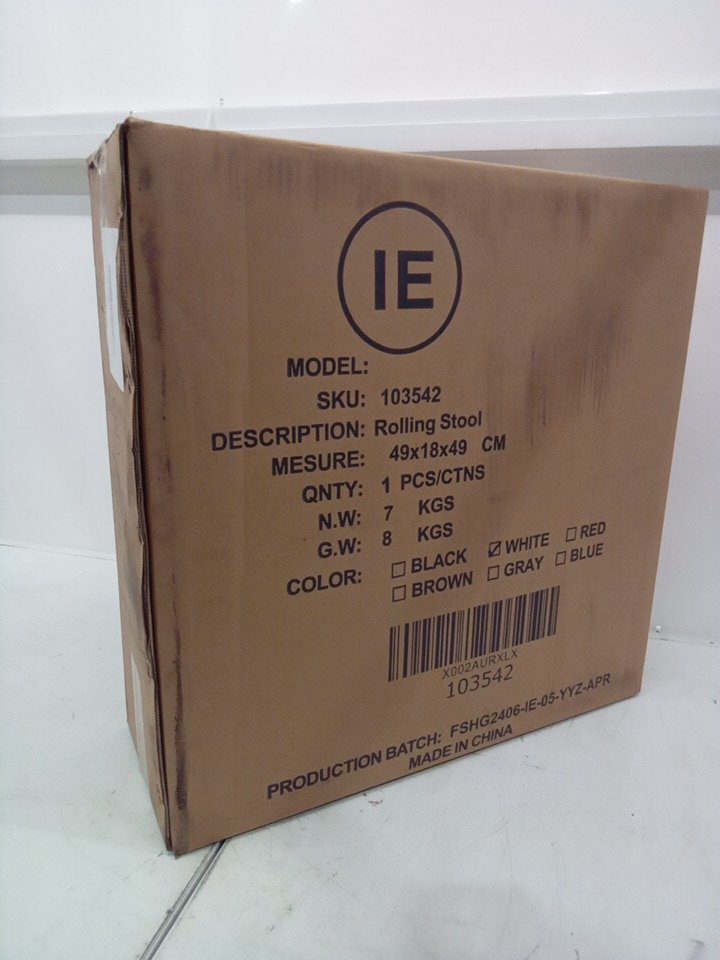 IE
MODEL:
SKU: 103542
DESCRIPTION: Rolling Stool
MESURE: 49x18x49 CM
QNTY: 1 PCS/CTNS
N.W: 7 KGS
G.W: 8 KGS
COLOR: ☐ BLACK ☑ WHITE ☐ RED
☐ BROWN ☐ GRAY ☐ BLUE
X002AURXLX
103542
PRODUCTION BATCH: FSHG2406-IE-05-YYZ-APR
MADE IN CHINA